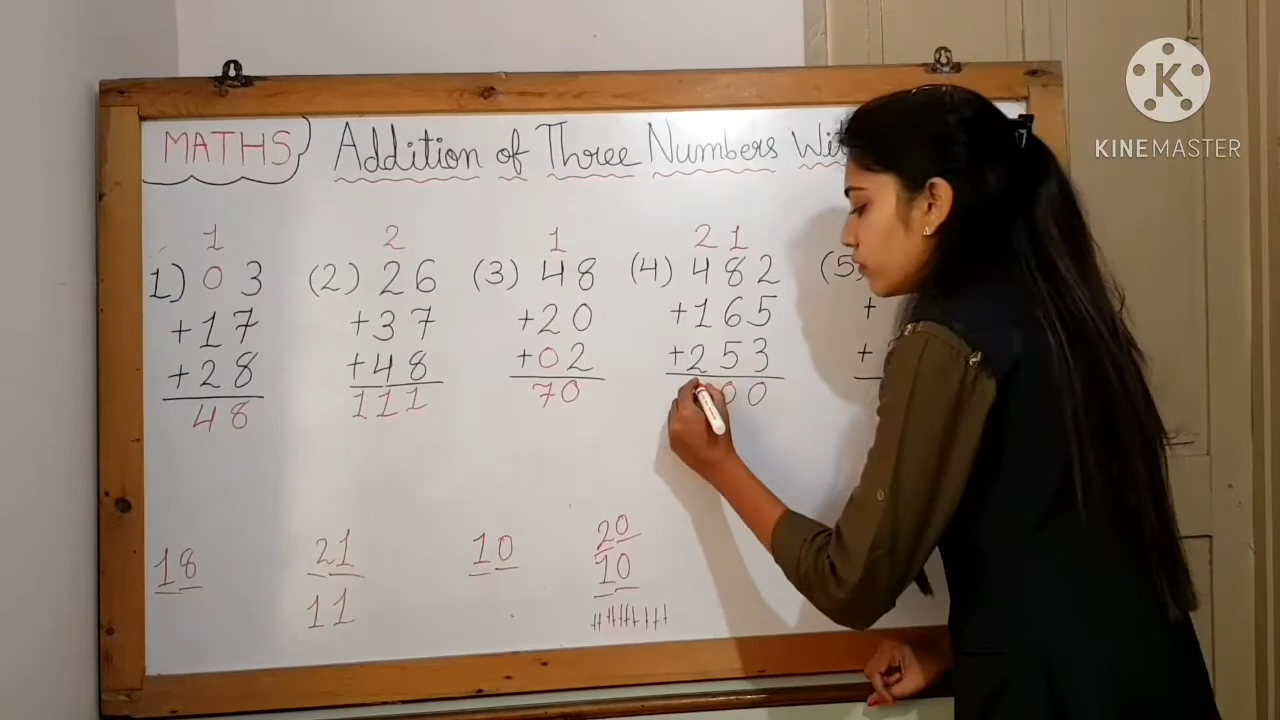 MATHS) Addition of Three Numbers Wit
1 2 1 2 1
1) 0 3 (2) 2 6 (3) 4 8 (4) 4 8 2 (5)
+ 1 7 + 3 7 + 2 0 + 1 6 5 +
+ 2 8 + 4 8 + 0 2 + 2 5 3 +
4 8 1 1 1 7 0 0 0
20
18 21 10 10
11
KINEMASTER